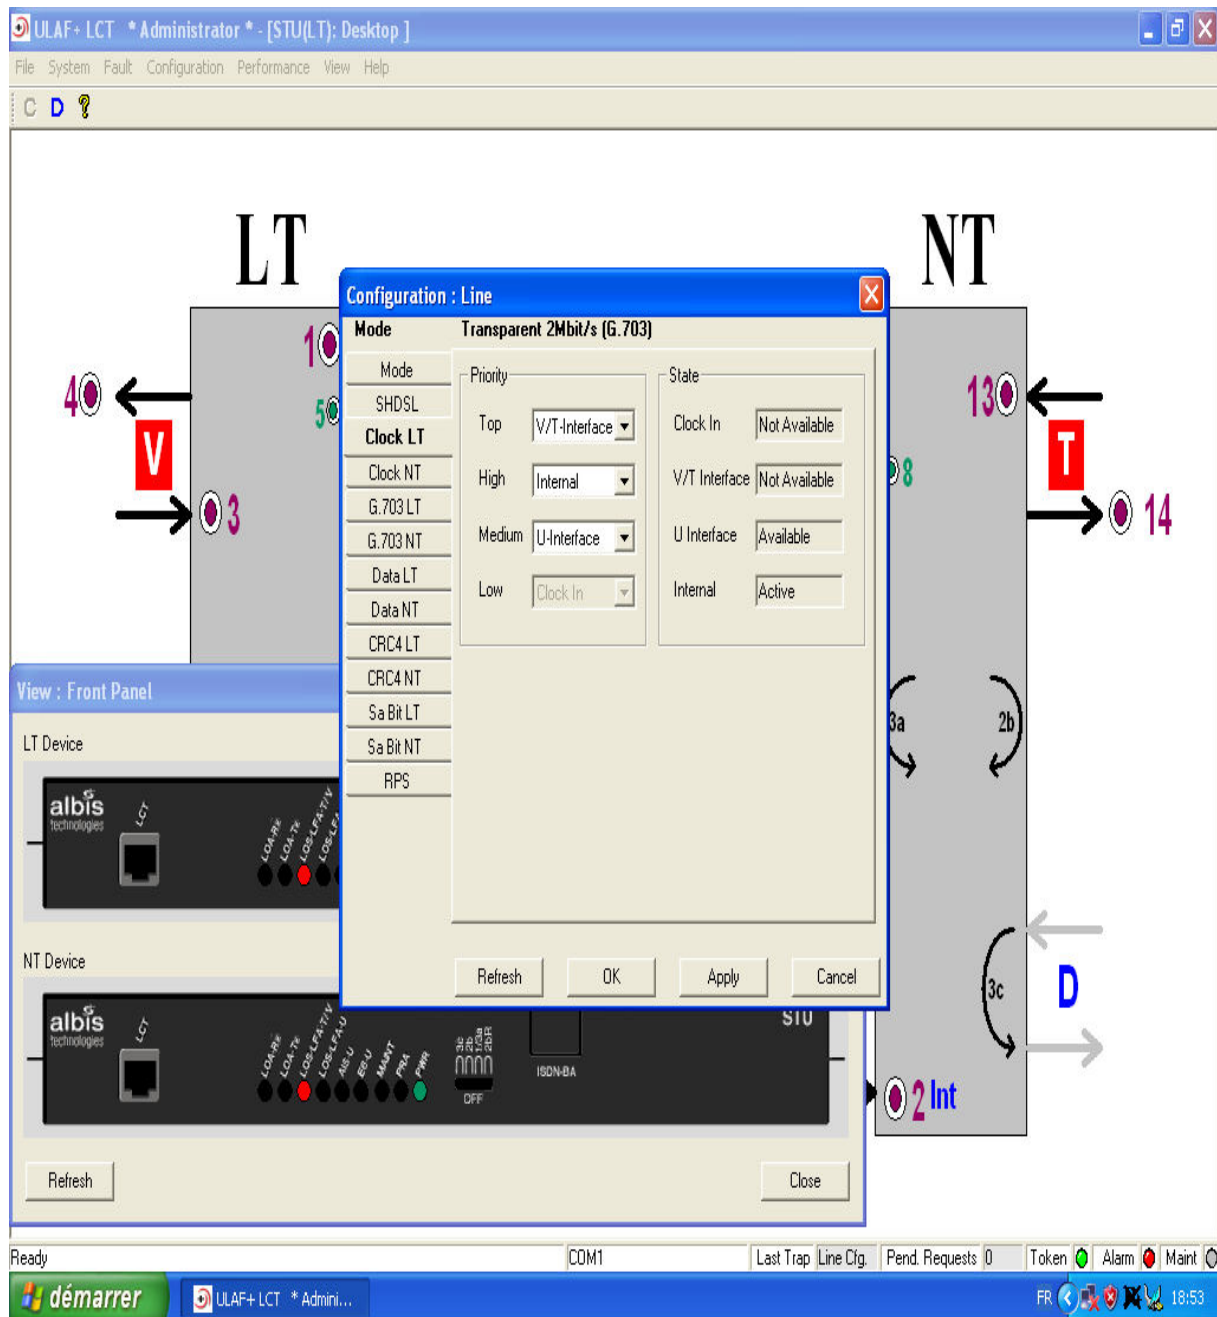 ULAF+ LCT * Administrator * - [STU(LT): Desktop ]
File System Fault Configuration Performance View Help
C D ?
LT
NT
1
4
5
V
3
13
T
8
14
3a
2b
3c
D
2 Int
Configuration : Line
Mode Transparent 2Mbit/s (G.703)
Mode
SHDSL
Clock LT
Clock NT
G.703 LT
G.703 NT
Data LT
Data NT
CRC4 LT
CRC4 NT
Sa Bit LT
Sa Bit NT
RPS
Priority
Top V/T-Interface
High Internal
Medium U-Interface
Low Clock In
State
Clock In Not Available
V/T Interface Not Available
U Interface Available
Internal Active
Refresh OK Apply Cancel
View : Front Panel
LT Device
albis
technologies
LCT
LOA-Rx
LOA-Tx
LOS-LFA-T/V
NT Device
albis
technologies
LCT
LOA-Rx
LOA-Tx
LOS-LFA-T/V
LOS-LFA-U
AIS-U
EB-U
MAINT
PRA
PWR
3c
2b
1/3a
2bR
OFF
ISDN-BA
STU
Refresh Close
Ready COM1 Last Trap Line Cfg. Pend. Requests 0 Token Alarm Maint
démarrer ULAF+ LCT * Admini... FR 18:53